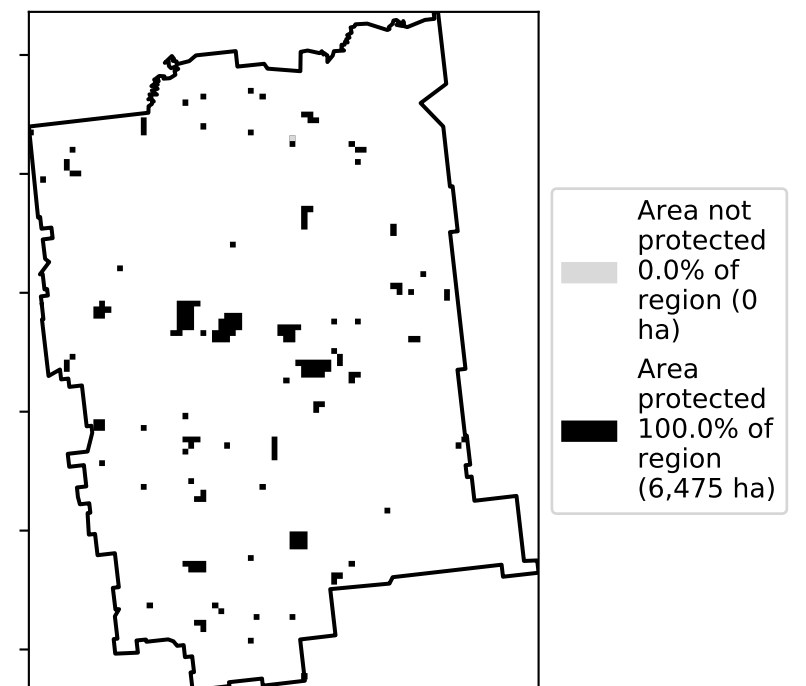 Area not
protected
0.0% of
region (0
ha)
Area
protected
100.0% of
region
(6,475 ha)